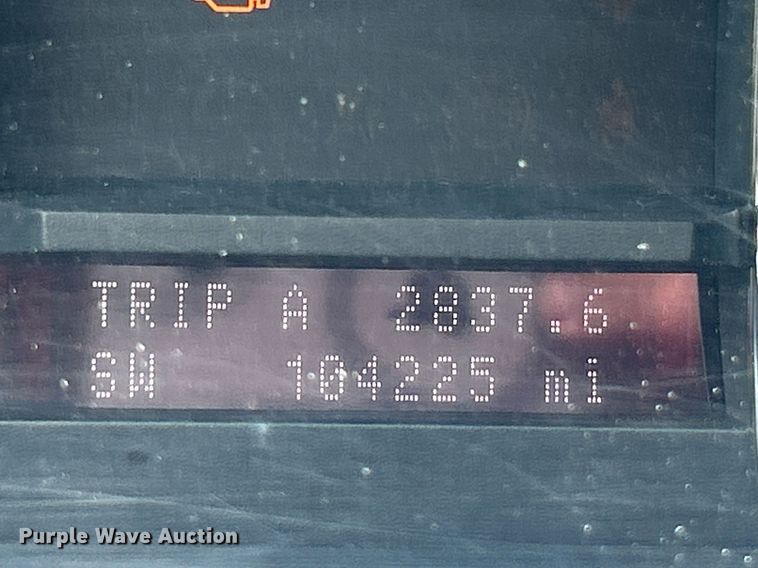 TRIP A 2837.6
SW 104225 mi
Purple Wave Auction